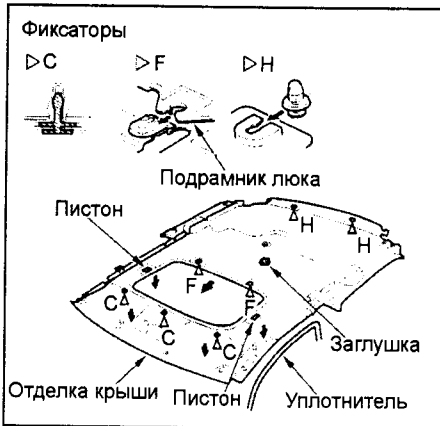 Фиксаторы
▷C ▷F ▷H
Подрамник люка
Пистон
H
H
F
F
C
C
C
Заглушка
Отделка крыши
Пистон
Уплотнитель